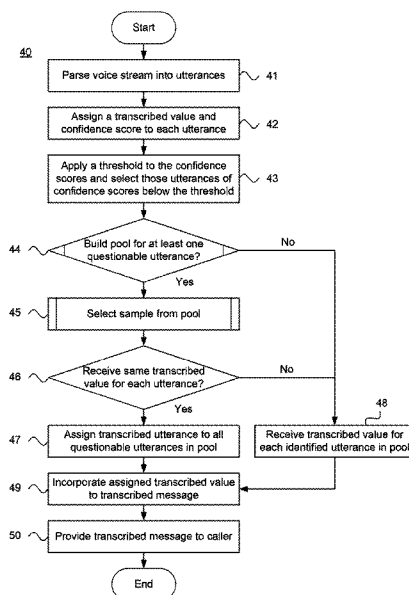 Start
40
Parse voice stream into utterances
41
Assign a transcribed value and
confidence score to each utterance
42
Apply a threshold to the confidence
scores and select those utterances of
confidence scores below the threshold
43
44
Build pool for at least one
questionable utterance?
No
Yes
45
Select sample from pool
46
Receive same transcribed
value for each utterance?
No
Yes
48
47
Assign transcribed utterance to all
questionable utterances in pool
Receive transcribed value for
each identified utterance in pool
49
Incorporate assigned transcribed value
to transcribed message
50
Provide transcribed message to caller
End